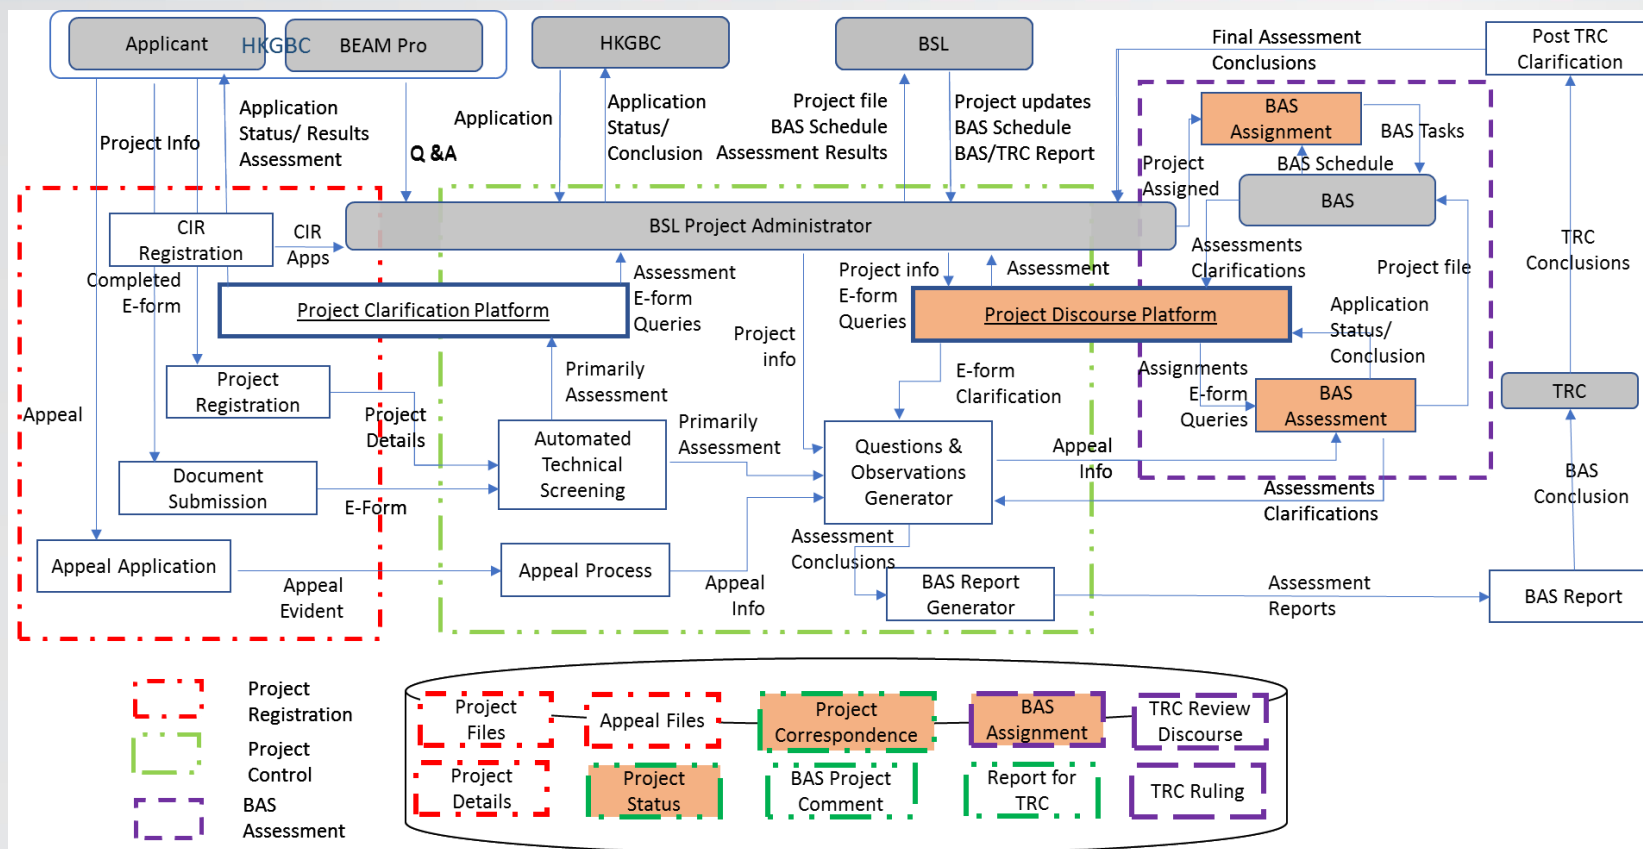 Applicant
HKGBC
BEAM Pro
HKGBC
BSL
Final Assessment
Conclusions
Post TRC
Clarification
Project Info
Application
Status/ Results
Assessment
Q &A
Application
Application
Status/
Conclusion
Project file
BAS Schedule
Assessment Results
Project updates
BAS Schedule
BAS/TRC Report
BAS
Assignment
BAS Tasks
BAS Schedule
Project
Assigned
BAS
CIR
Registration
CIR
Apps
BSL Project Administrator
Completed
E-form
Project Clarification Platform
Assessment
E-form
Queries
Project info
E-form
Queries
Assessment
Assessments
Clarifications
Project file
TRC
Conclusions
Project Discourse Platform
Application
Status/
Conclusion
Project
info
Project
Registration
Primarily
Assessment
E-form
Clarification
Assignments
E-form
Queries
BAS
Assessment
TRC
Appeal
Project
Details
Automated
Technical
Screening
Primarily
Assessment
Questions &
Observations
Generator
Appeal
Info
Document
Submission
E-Form
Assessments
Clarifications
BAS
Conclusion
Appeal Application
Appeal
Evident
Appeal Process
Appeal
Info
Assessment
Conclusions
BAS Report
Generator
Assessment
Reports
BAS Report
Project
Registration
Project
Control
BAS
Assessment
Project
Files
Appeal Files
Project
Correspondence
BAS
Assignment
TRC Review
Discourse
Project
Details
Project
Status
BAS Project
Comment
Report for
TRC
TRC Ruling